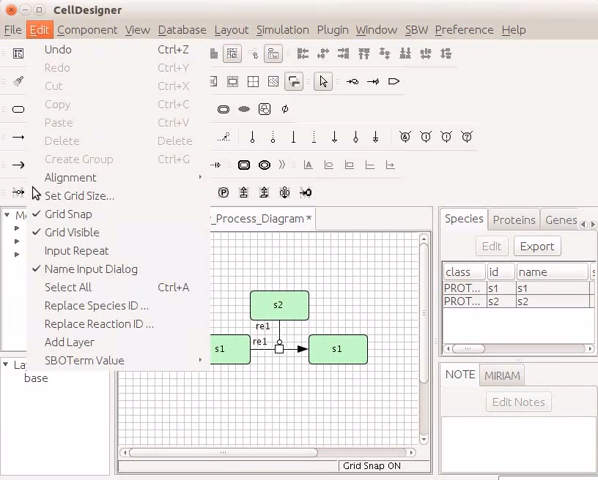 CellDesigner
File Edit Component View Database Layout Simulation Plugin Window SBW Preference Help
Undo Ctrl+Z
Redo Ctrl+Y
Cut Ctrl+X
Copy Ctrl+C
Paste Ctrl+V
Delete Delete
Create Group Ctrl+G
Alignment
Set Grid Size...
Grid Snap
Grid Visible
Input Repeat
Name Input Dialog
Select All Ctrl+A
Replace Species ID ...
Replace Reaction ID ...
Add Layer
SBOTerm Value
base
y_Process_Diagram *
s2
re1
s1 re1 s1
Grid Snap ON
Species Proteins Genes
Edit Export
class id name
PROT... s1 s1
PROT... s2 s2
NOTE MIRIAM
Edit Notes